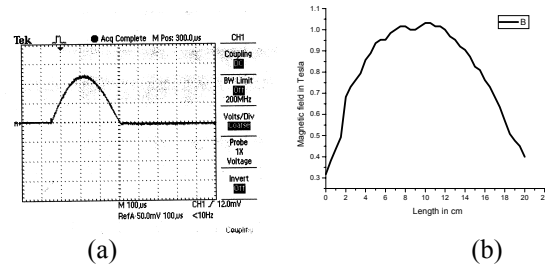 Tek
Acq Complete M Pos: 300.0µs
CH1
Coupling
DC
BW Limit
Off
200MHz
Volts/Div
Coarse
Probe
1X
Voltage
Invert
Off
M 100µs
CH1 / 12.0mV
RefA 50.0mV 100µs <10Hz
Coupling
(a)
B
Magnetic field in Tesla
1.1
1.0
0.9
0.8
0.7
0.6
0.5
0.4
0.3
0 2 4 6 8 10 12 14 16 18 20 22
Length in cm
(b)